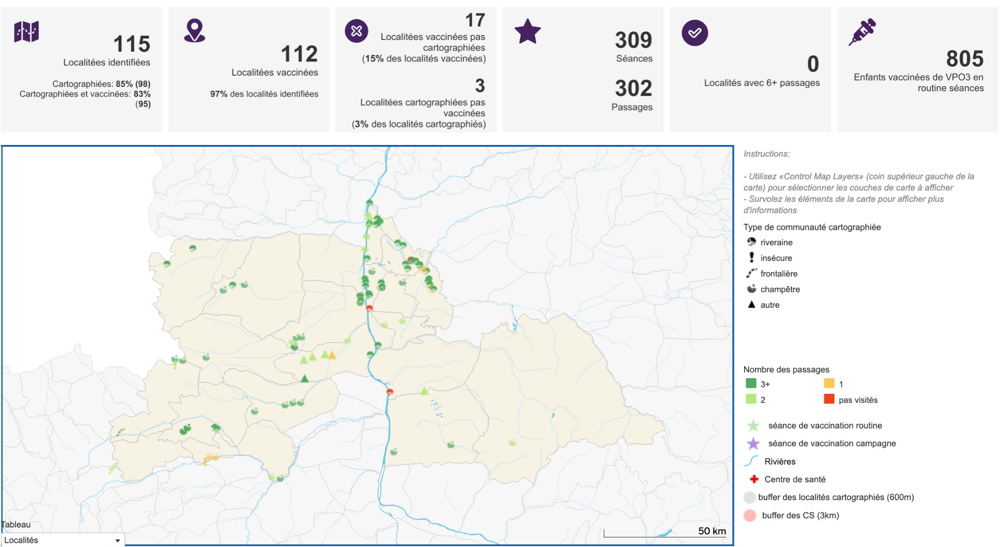 115
Localitées identifiées
Cartographiées: 85% (98)
Cartographiées et vaccinées: 83%
(95)
112
Localitées vaccinées
97% des localités identifiées
17
Localitées vaccinées pas
cartographiées
(15% des localités vaccinées)
3
Localitées cartographiées pas
vaccinées
(3% des localités cartographiés)
309
Séances
302
Passages
0
Localités avec 6+ passages
805
Enfants vaccinées de VPO3 en
routine séances
Instructions:
- Utilisez «Control Map Layers» (coin supérieur gauche de la
carte) pour sélectionner les couches de carte à afficher
- Survolez les éléments de la carte pour afficher plus
d'informations
Type de communauté cartographiée
riveraine
insécure
frontalière
champêtre
autre
Nombre des passages
3+
1
2
pas visités
séance de vaccination routine
séance de vaccination campagne
Rivières
Centre de santé
buffer des localités cartographiés (600m)
buffer des CS (3km)
50 km
Tableau
Localités